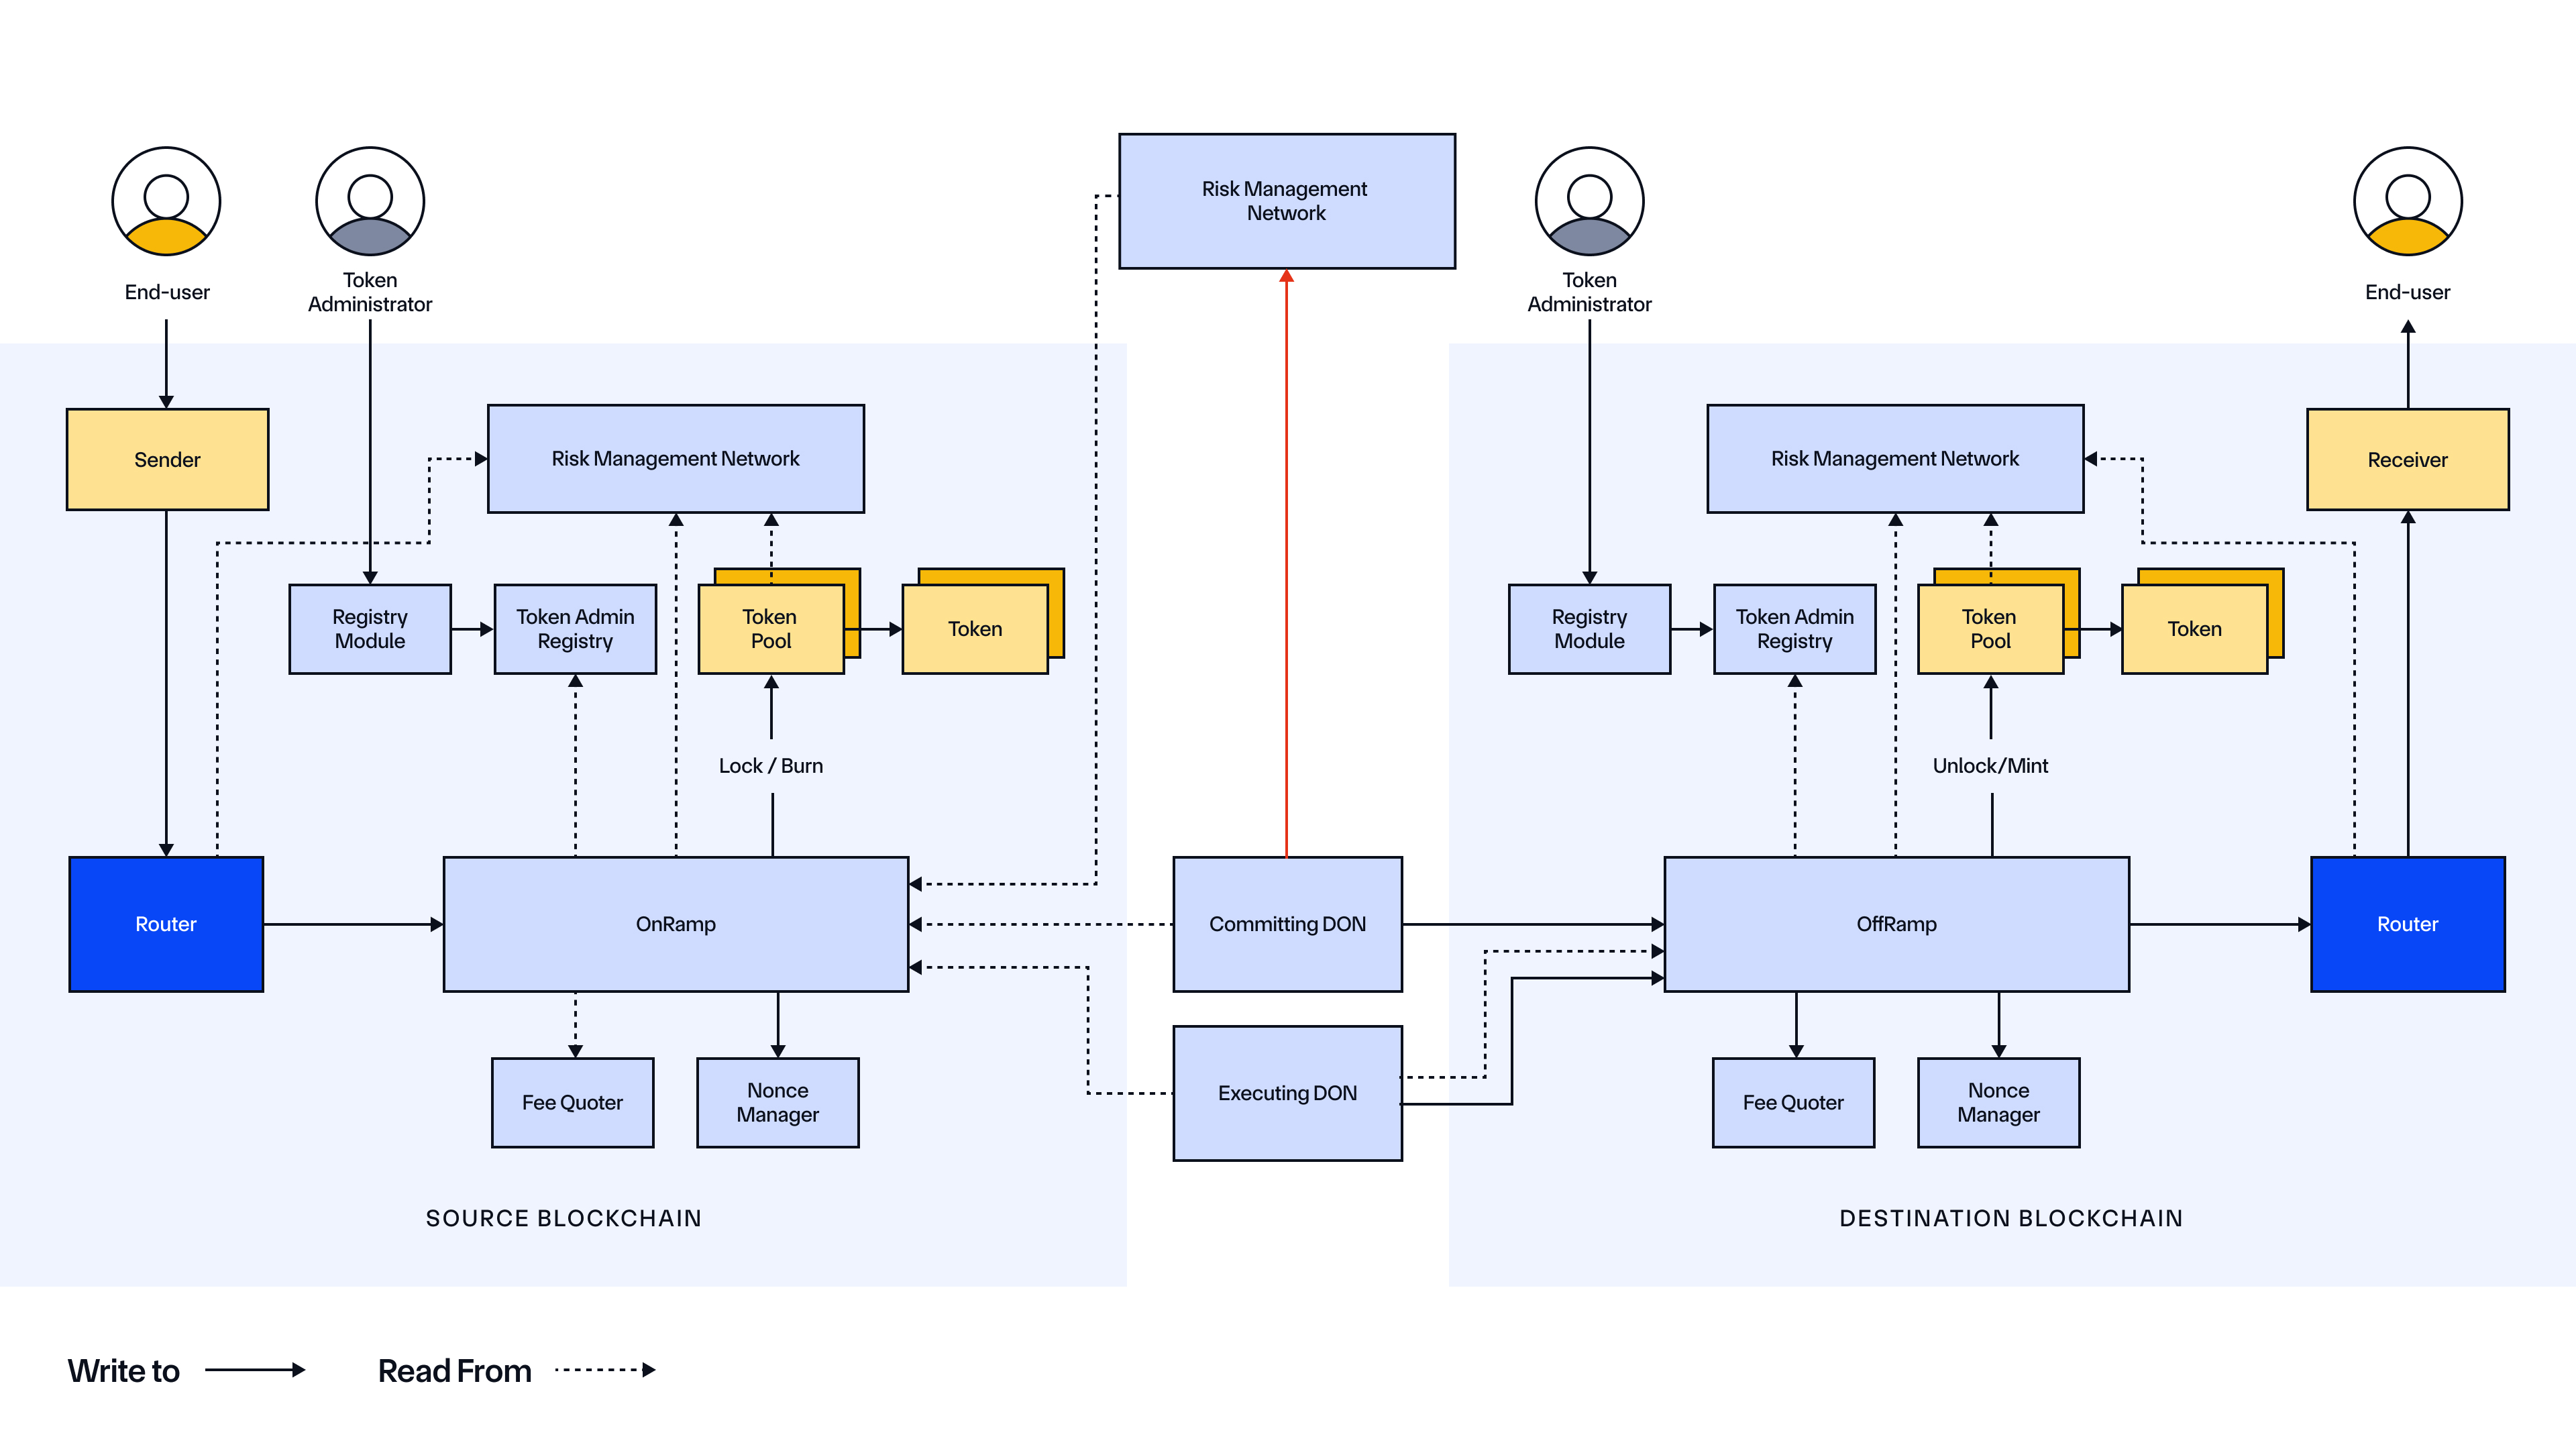 Risk Management
Network
End-user
Token
Administrator
Token
Administrator
End-user
Sender
Risk Management Network
Risk Management Network
Receiver
Registry
Module
Token Admin
Registry
Token
Pool
Token
Registry
Module
Token Admin
Registry
Token
Pool
Token
Lock / Burn
Unlock/Mint
Router
OnRamp
Committing DON
OffRamp
Router
Fee Quoter
Nonce
Manager
Executing DON
Fee Quoter
Nonce
Manager
SOURCE BLOCKCHAIN
DESTINATION BLOCKCHAIN
Write to
Read From